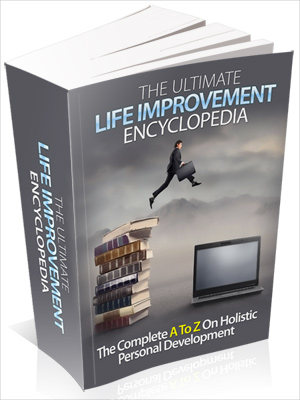 THE ULTIMATE
LIFE IMPROVEMENT
ENCYCLOPEDIA
The Complete A To Z On Holistic
Personal Development
THE ULTIMATE
LIFE IMPROVEMENT
ENCYCLOPEDIA